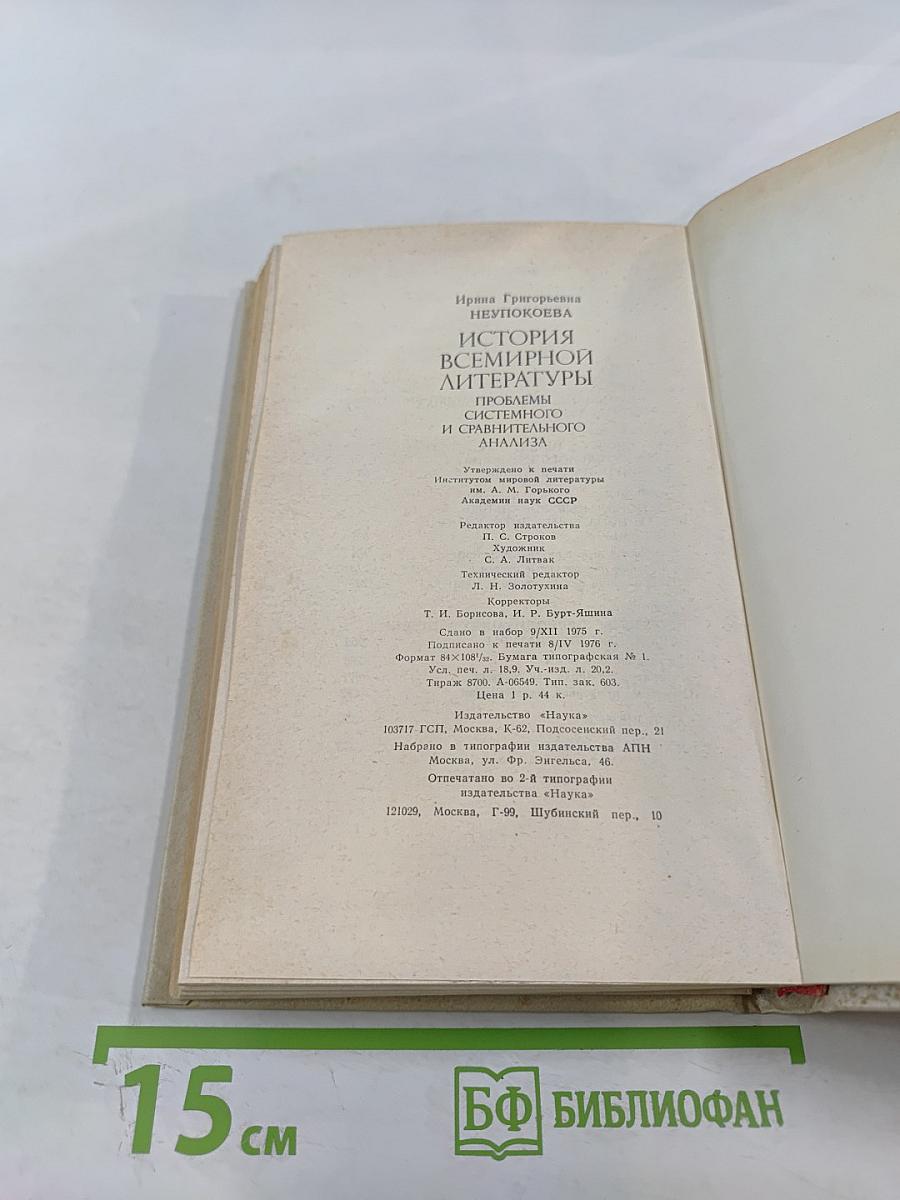 Ирина Григорьевна
НЕУПОКОЕВА
ИСТОРИЯ
ВСЕМИРНОЙ
ЛИТЕРАТУРЫ
ПРОБЛЕМЫ
СИСТЕМНОГО
И СРАВНИТЕЛЬНОГО
АНАЛИЗА
Утверждено к печати
Институтом мировой литературы
им. А. М. Горького
Академии наук СССР
Редактор издательства
П. С. Строков
Художник
С. А. Литвак
Технический редактор
Л. Н. Золотухина
Корректоры
Т. И. Борисова, И. Р. Бурт-Яшина
Сдано в набор 9/XII 1975 г.
Подписано к печати 8/IV 1976 г.
Формат 84×108¹/₃₂. Бумага типографская № 1.
Усл. печ. л. 18,9. Уч.-изд. л. 20,2.
Тираж 8700. А-06549. Тип. зак. 603.
Цена 1 р. 44 к.
Издательство «Наука»
103717 ГСП, Москва, К-62, Подсосенский пер., 21
Набрано в типографии издательства АПН
Москва, ул. Фр. Энгельса, 46.
Отпечатано во 2-й типографии
издательства «Наука»
121029, Москва, Г-99, Шубинский пер., 10
15 см
БФ БИБЛИОФАН